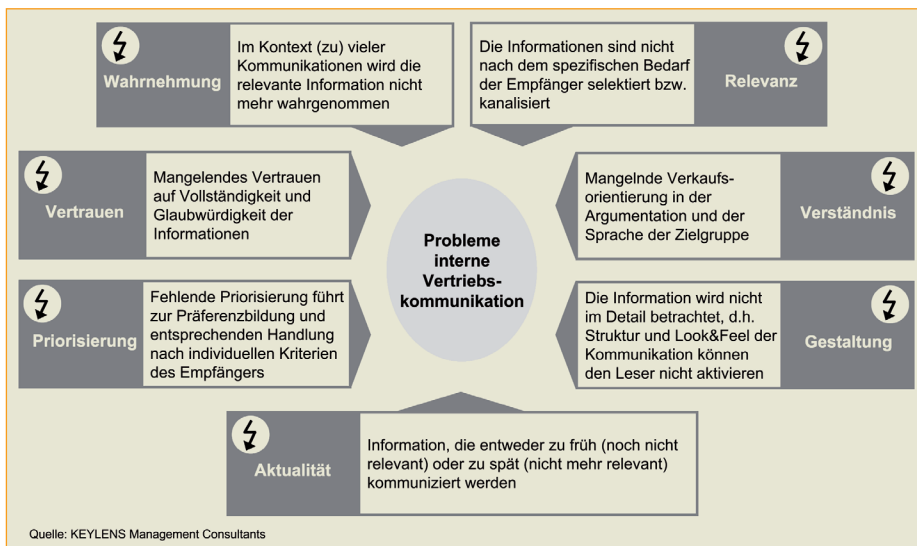 Wahrnehmung
Im Kontext (zu) vieler
Kommunikationen wird die
relevante Information nicht
mehr wahrgenommen
Die Informationen sind nicht
nach dem spezifischen Bedarf
der Empfänger selektiert bzw.
kanalisiert
Relevanz
Vertrauen
Mangelendes Vertrauen
auf Vollständigkeit und
Glaubwürdigkeit der
Informationen
Mangelnde Verkaufs-
orientierung in der
Argumentation und der
Sprache der Zielgruppe
Verständnis
Probleme
interne
Vertriebs-
kommunikation
Priorisierung
Fehlende Priorisierung führt
zur Präferenzbildung und
entsprechenden Handlung
nach individuellen Kriterien
des Empfängers
Die Information wird nicht
im Detail betrachtet, d.h.
Struktur und Look&Feel der
Kommunikation können
den Leser nicht aktivieren
Gestaltung
Aktualität
Information, die entweder zu früh (noch nicht
relevant) oder zu spät (nicht mehr relevant)
kommuniziert werden
Quelle: KEYLENS Management Consultants